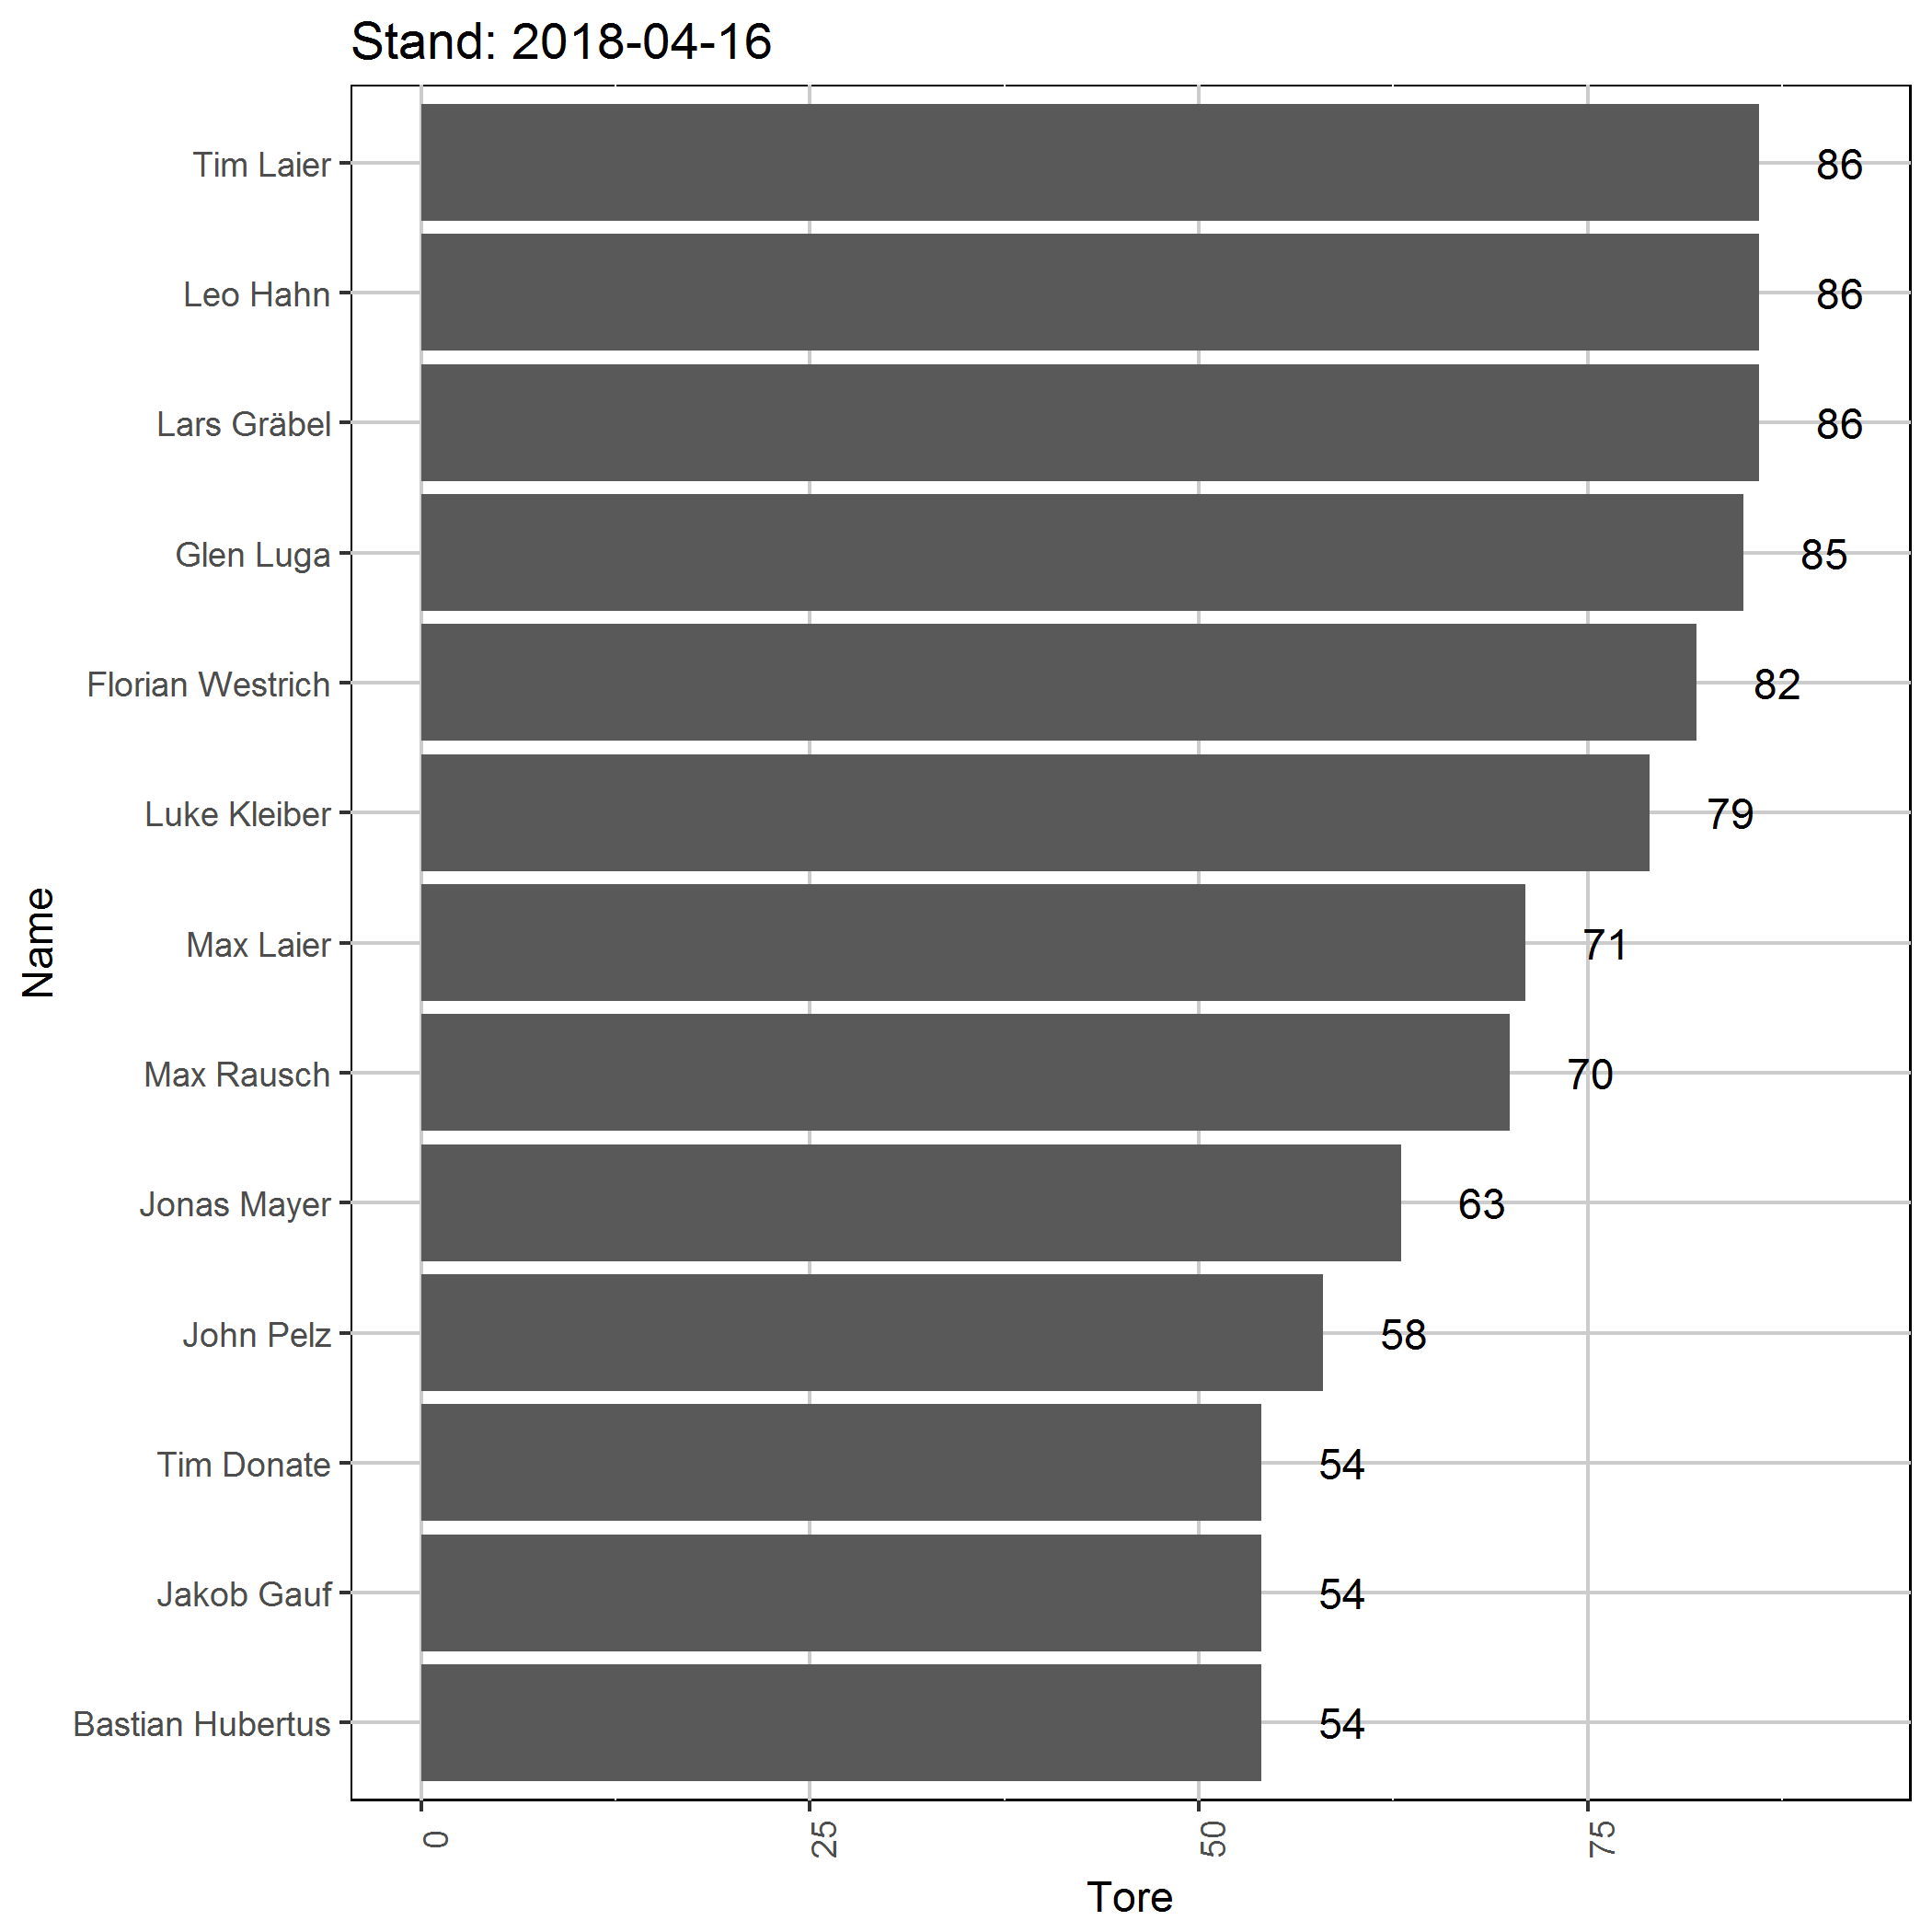 Stand: 2018-04-16
Name
Tim Laier 86
Leo Hahn 86
Lars Gräbel 86
Glen Luga 85
Florian Westrich 82
Luke Kleiber 79
Max Laier 71
Max Rausch 70
Jonas Mayer 63
John Pelz 58
Tim Donate 54
Jakob Gauf 54
Bastian Hubertus 54
0 25 50 75
Tore